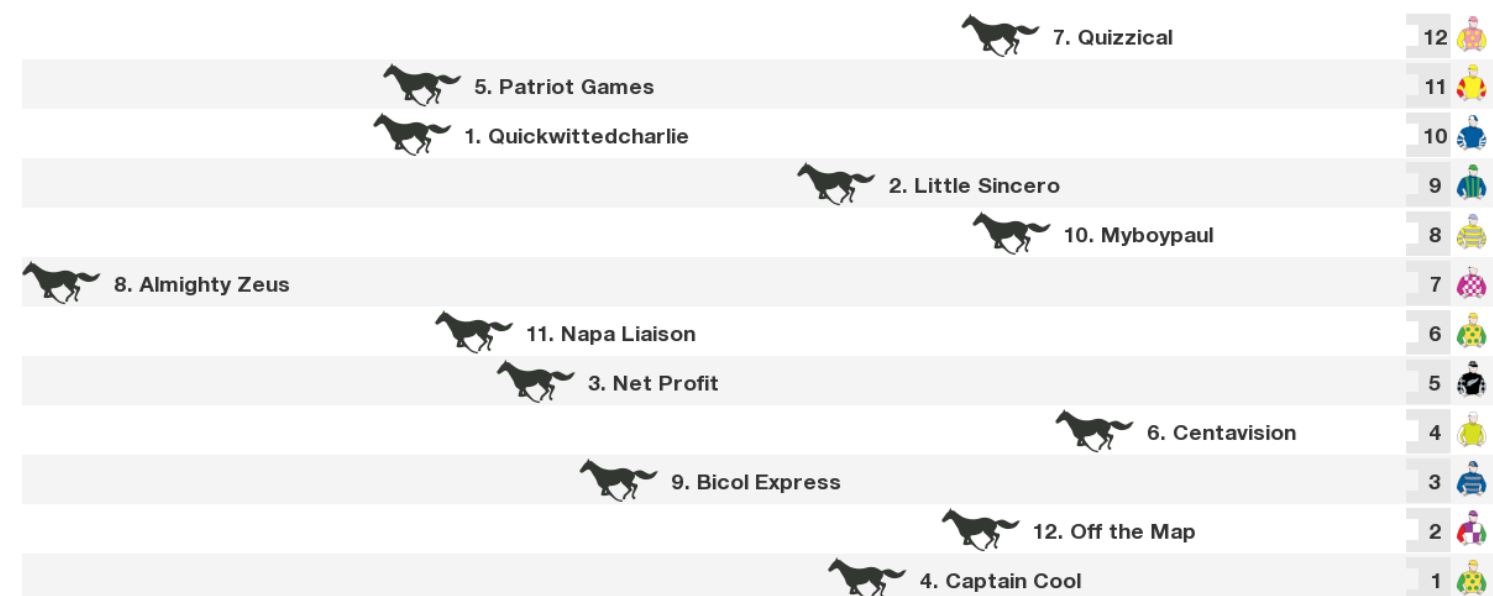 7. Quizzical 12
5. Patriot Games 11
1. Quickwittedcharlie 10
2. Little Sincero 9
10. Myboypaul 8
8. Almighty Zeus 7
11. Napa Liaison 6
3. Net Profit 5
6. Centavision 4
9. Bicol Express 3
12. Off the Map 2
4. Captain Cool 1